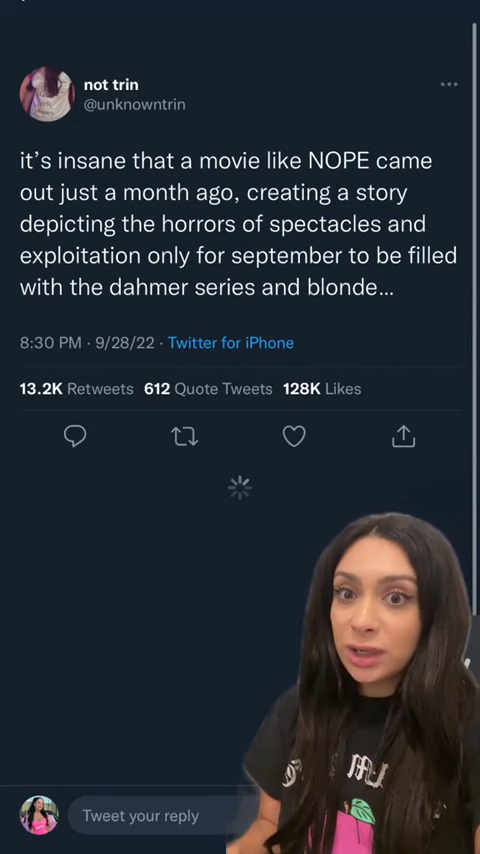 not trin
@unknowntrin
it’s insane that a movie like NOPE came
out just a month ago, creating a story
depicting the horrors of spectacles and
exploitation only for september to be filled
with the dahmer series and blonde...
8:30 PM · 9/28/22 · Twitter for iPhone
13.2K Retweets 612 Quote Tweets 128K Likes
Tweet your reply